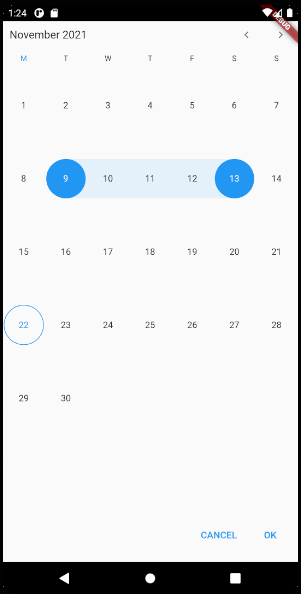 1:24
DEBUG
November 2021
M T W T F S S
1 2 3 4 5 6 7
8 9 10 11 12 13 14
15 16 17 18 19 20 21
22 23 24 25 26 27 28
29 30
CANCEL OK